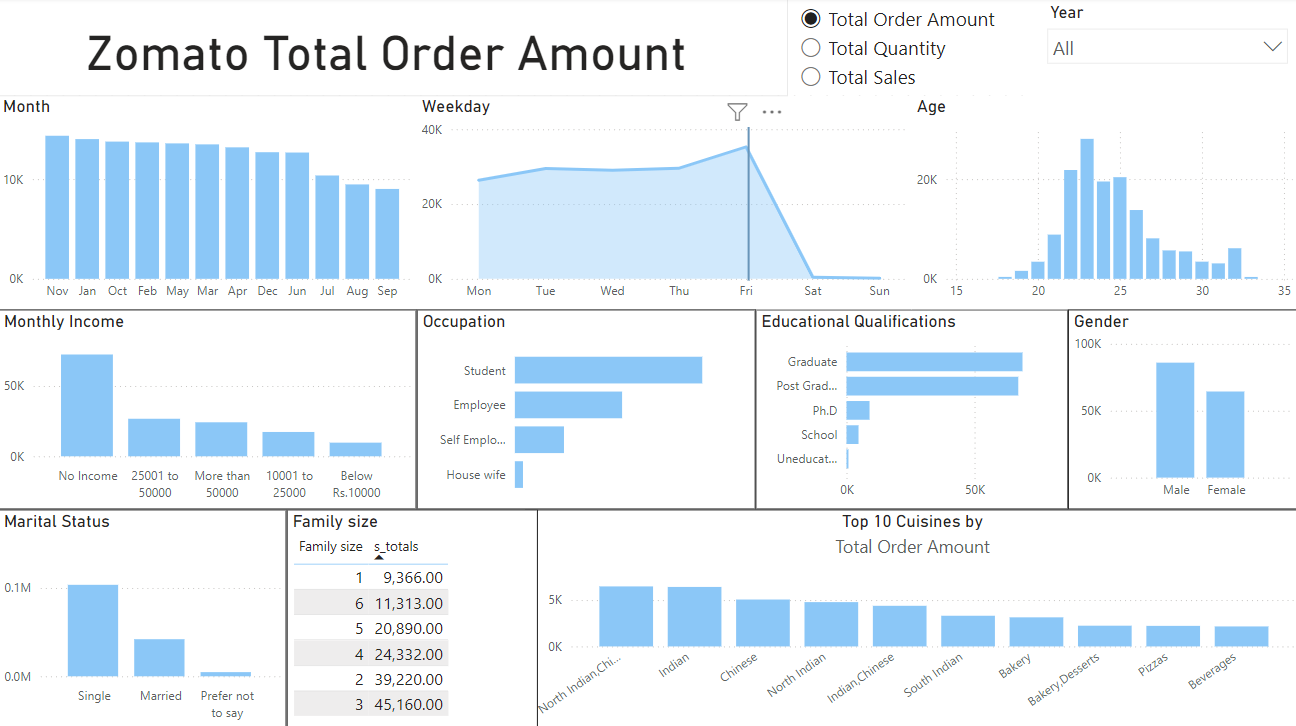 Zomato Total Order Amount
Total Order Amount
Total Quantity
Total Sales
Year
All
Month
10K
0K
Nov Jan Oct Feb May Mar Apr Dec Jun Jul Aug Sep
Weekday
40K
20K
0K
Mon Tue Wed Thu Fri Sat Sun
Age
20K
0K
15 20 25 30 35
Monthly Income
50K
0K
No Income 25001 to More than 10001 to Below
50000 50000 25000 Rs.10000
Occupation
Student
Employee
Self Emplo...
House wife
Educational Qualifications
Graduate
Post Grad...
Ph.D
School
Uneducat...
0K 50K
Gender
100K
50K
0K
Male Female
Marital Status
0.1M
0.0M
Single Married Prefer not
to say
Family size
Family size s_totals
1 9,366.00
6 11,313.00
5 20,890.00
4 24,332.00
2 39,220.00
3 45,160.00
Top 10 Cuisines by
Total Order Amount
5K
0K
North Indian,Chi...
Indian
Chinese
North Indian
Indian,Chinese
South Indian
Bakery
Bakery,Desserts
Pizzas
Beverages